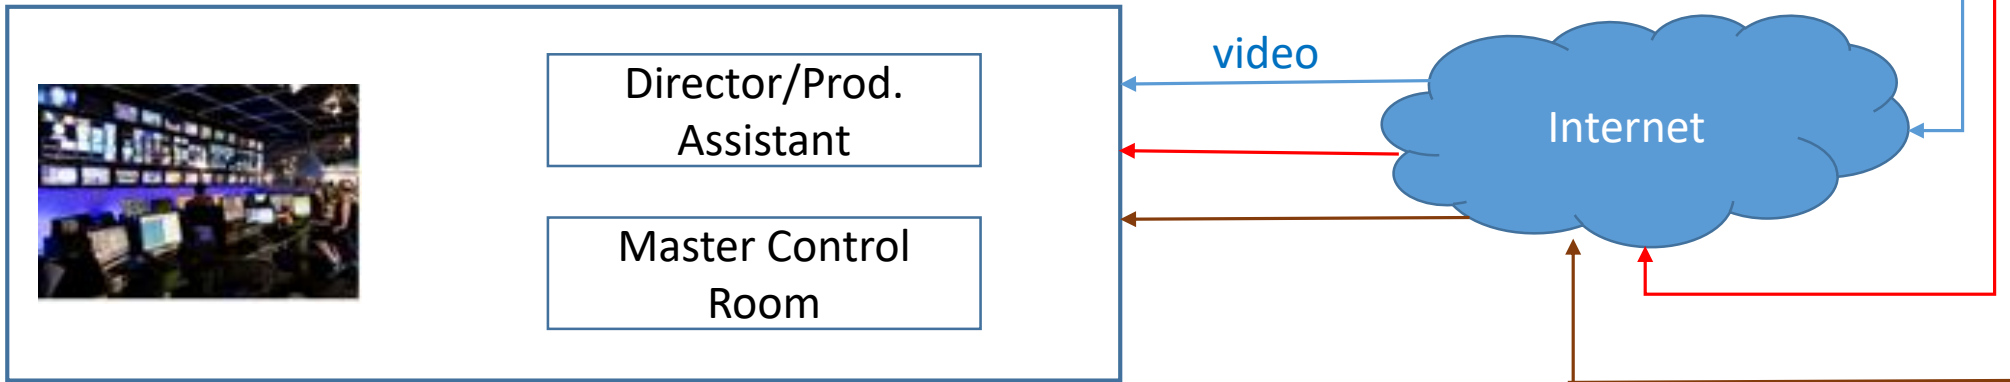 Director/Prod.
Assistant
Master Control
Room
video
Internet